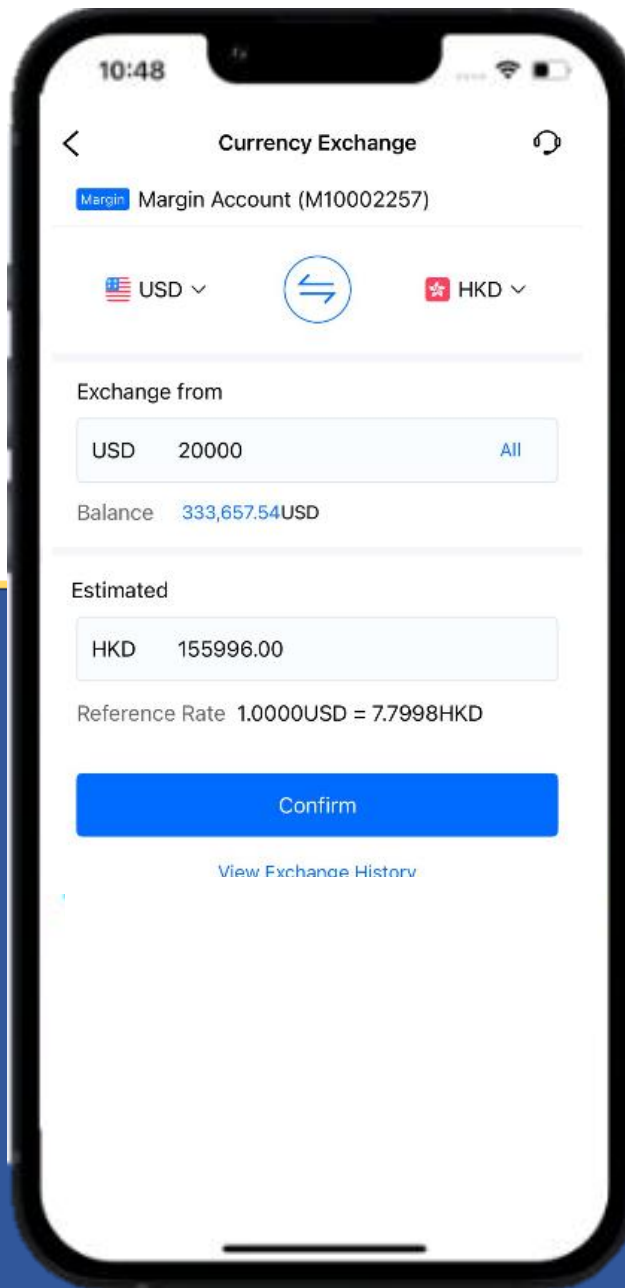 10:48
Currency Exchange
Margin Margin Account (M10002257)
USD HKD
Exchange from
USD 20000 All
Balance 333,657.54USD
Estimated
HKD 155996.00
Reference Rate 1.0000USD = 7.7998HKD
Confirm
View Exchange History